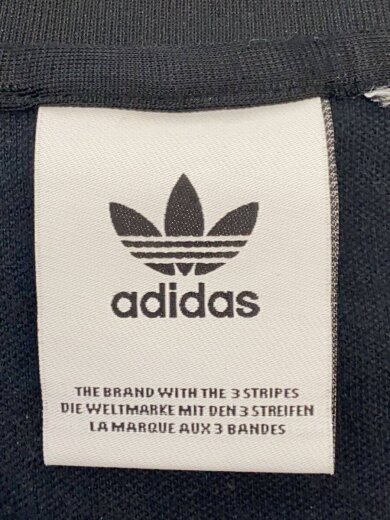 adidas
THE BRAND WITH THE 3 STRIPES
DIE WELTMARKE MIT DEN 3 STREIFEN
LA MARQUE AUX 3 BANDES